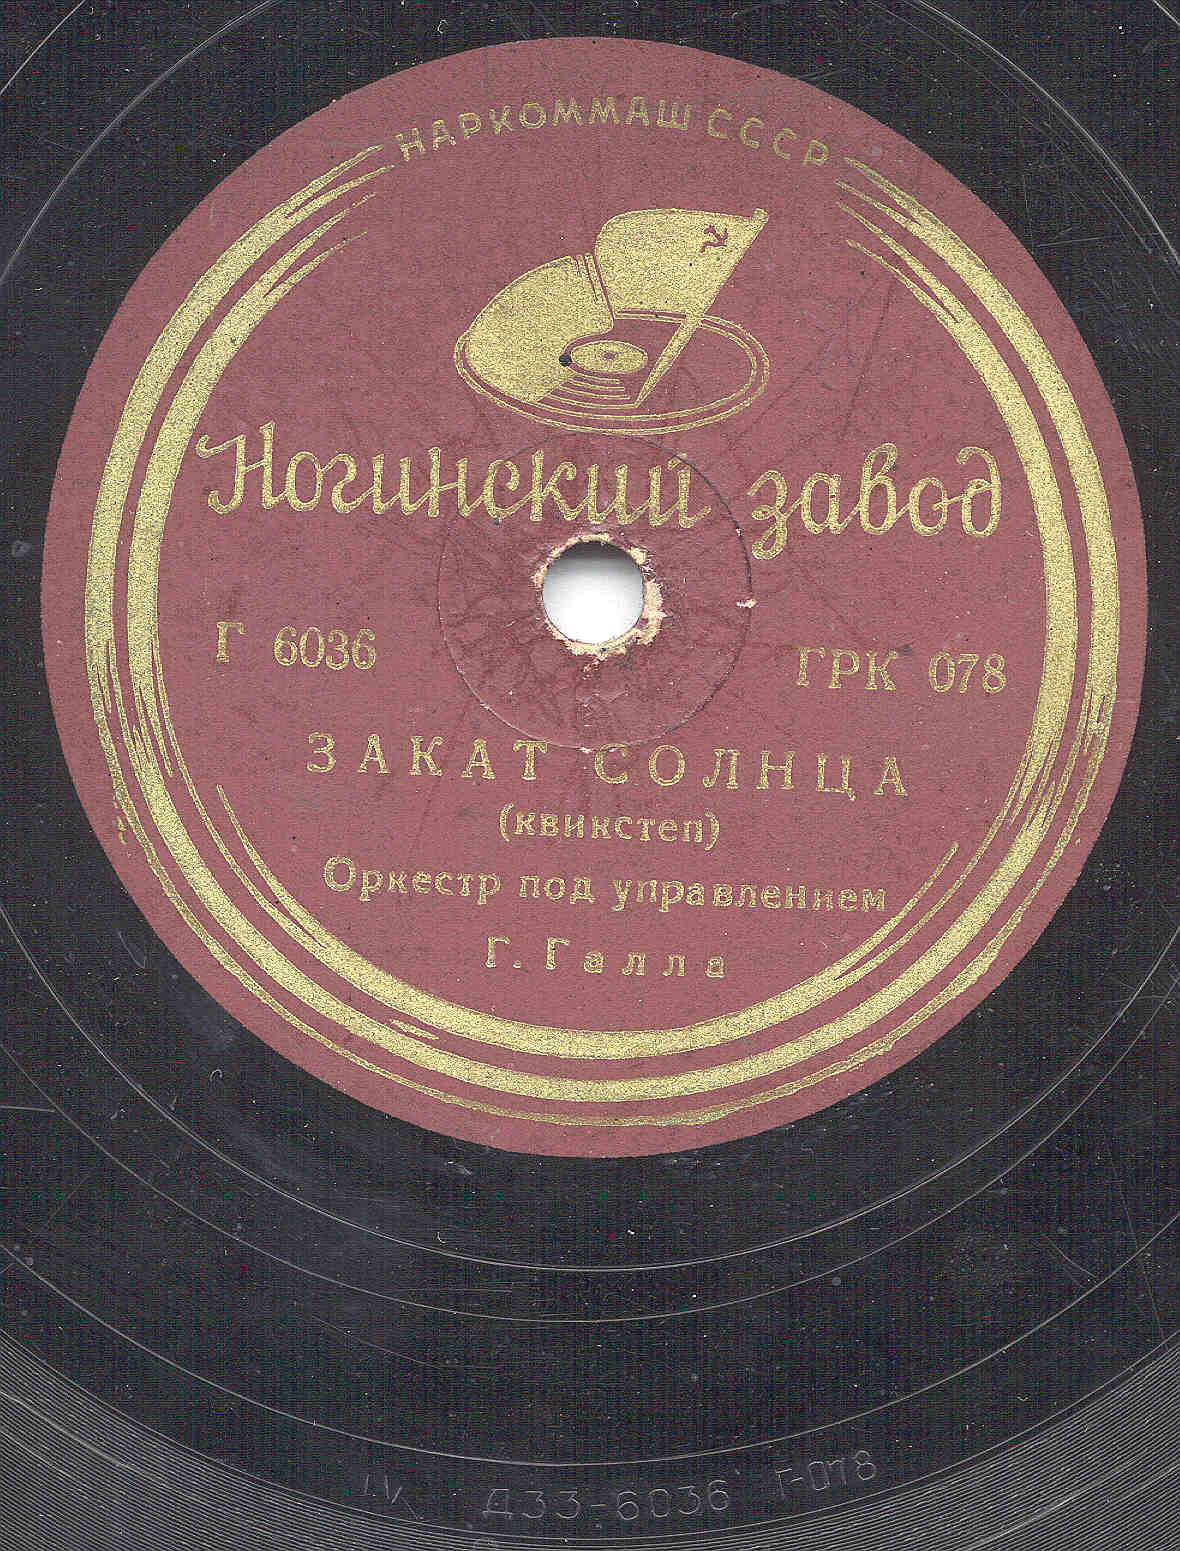 НАРКОММАШ СССР
Ногинский завод
Г 6036 ГРК 078
ЗАКАТ СОЛНЦА
(квикстеп)
Оркестр под управлением
Г. Галла
Д33-6036 Г-078